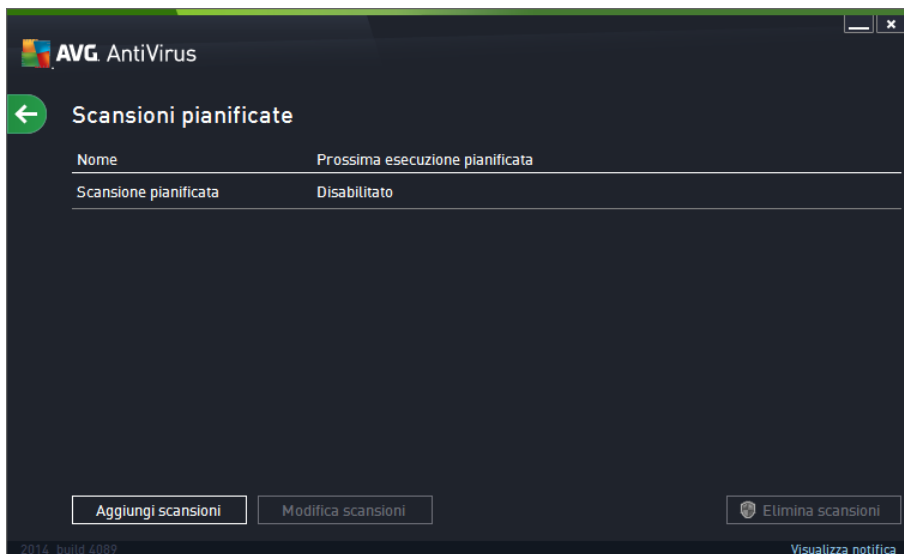 AVG AntiVirus
Scansioni pianificate
Nome Prossima esecuzione pianificata
Scansione pianificata Disabilitato
Aggiungi scansioni Modifica scansioni Elimina scansioni
2014 build 4089 Visualizza notifica